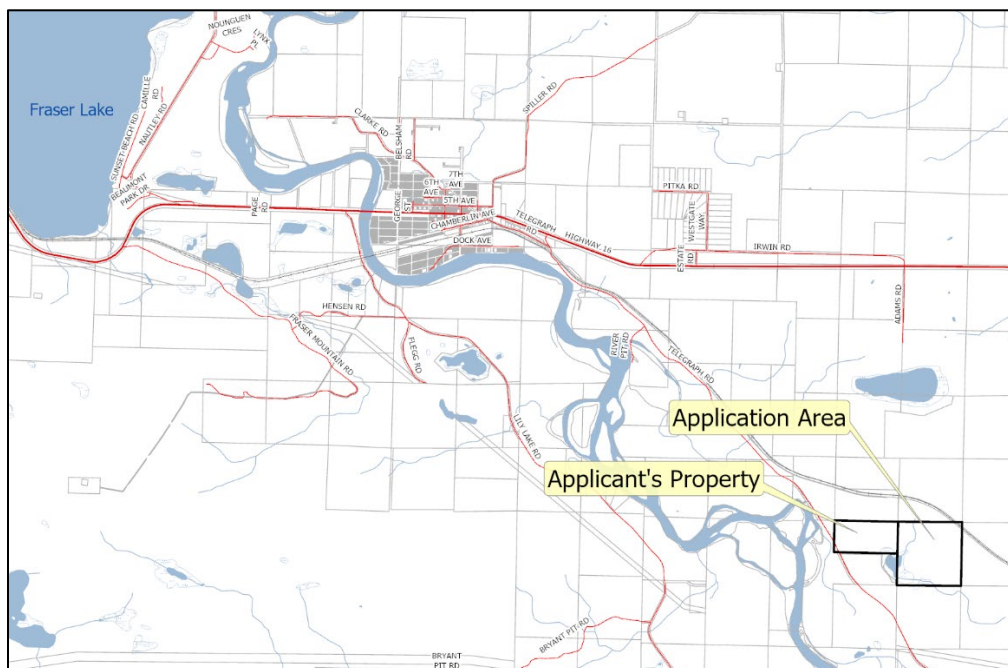 NOUNGUEN
CRES
LYNX
PL
Fraser Lake
SUNSET-BEACH RD
CAMILLE
RD
NAUTLEY-RD
BEAUMONT
PARK DR
SPILLER RD
CLARKE RD
BELSHAM
RD
7TH
AVE
6TH
AVE
5TH AVE
GEORGE
ST
CHAMBERLIN AVE
PAGE
RD
DOCK AVE
TELEGRAPH
RD
HIGHWAY 16
PITKA RD
WESTGATE
WAY
ESTATE
RD
IRWIN RD
ADAMS RD
HENSEN RD
FRASER MOUNTAIN RD
FLEGG RD
RIVER
PIT RD
TELEGRAPH RD
LILY LAKE RD
Application Area
Applicant's Property
BRYANT PIT RD
BRYANT
PIT RD